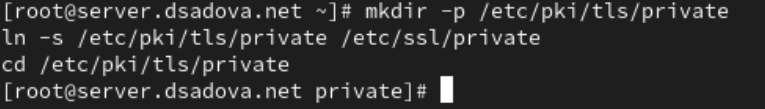 [root@server.dsadova.net ~]# mkdir -p /etc/pki/tls/private
ln -s /etc/pki/tls/private /etc/ssl/private
cd /etc/pki/tls/private
[root@server.dsadova.net private]#